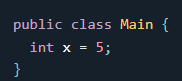 public class Main {
  int x = 5;
}